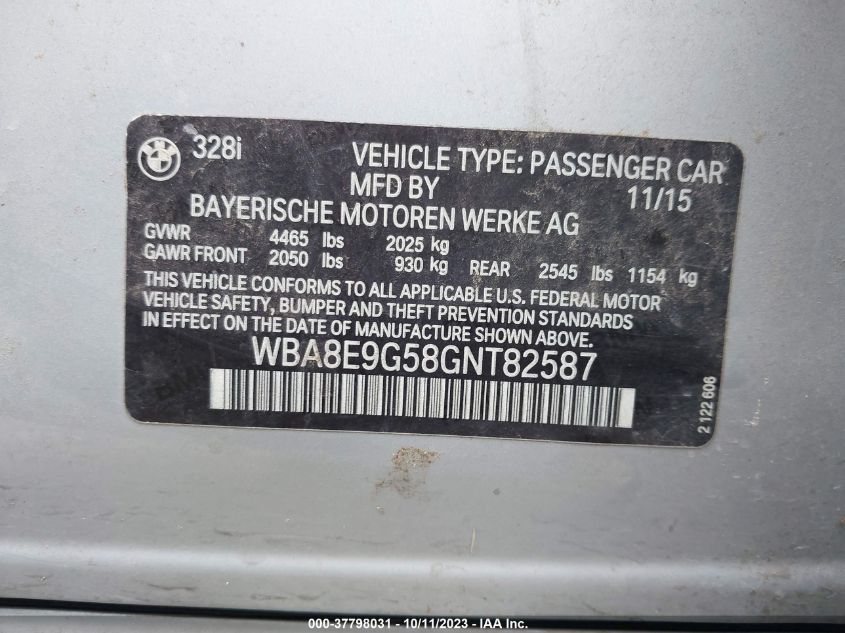 328i
VEHICLE TYPE: PASSENGER CAR
MFD BY 11/15
BAYERISCHE MOTOREN WERKE AG
GVWR 4465 lbs 2025 kg
GAWR FRONT 2050 lbs 930 kg REAR 2545 lbs 1154 kg
THIS VEHICLE CONFORMS TO ALL APPLICABLE U.S. FEDERAL MOTOR
VEHICLE SAFETY, BUMPER AND THEFT PREVENTION STANDARDS
IN EFFECT ON THE DATE OF MANUFACTURE SHOWN ABOVE.
WBA8E9G58GNT82587
2 122 606
000-37798031 - 10/11/2023 - IAA Inc.